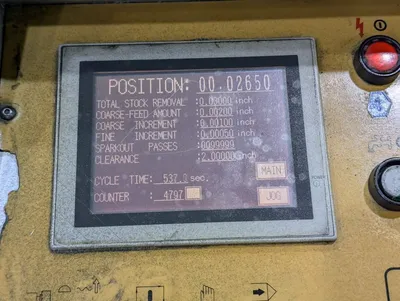 POSITION: 00.02650
TOTAL STOCK REMOVAL :0.00000 inch
COARSE-FEED AMOUNT :0.00200 inch
COARSE INCREMENT :0.00100 inch
FINE INCREMENT :0.00050 inch
SPARKOUT PASSES :9999999
CLEARANCE :2.00000 inch
CYCLE TIME: 537. sec.
MAIN
COUNTER : 4797
JOG